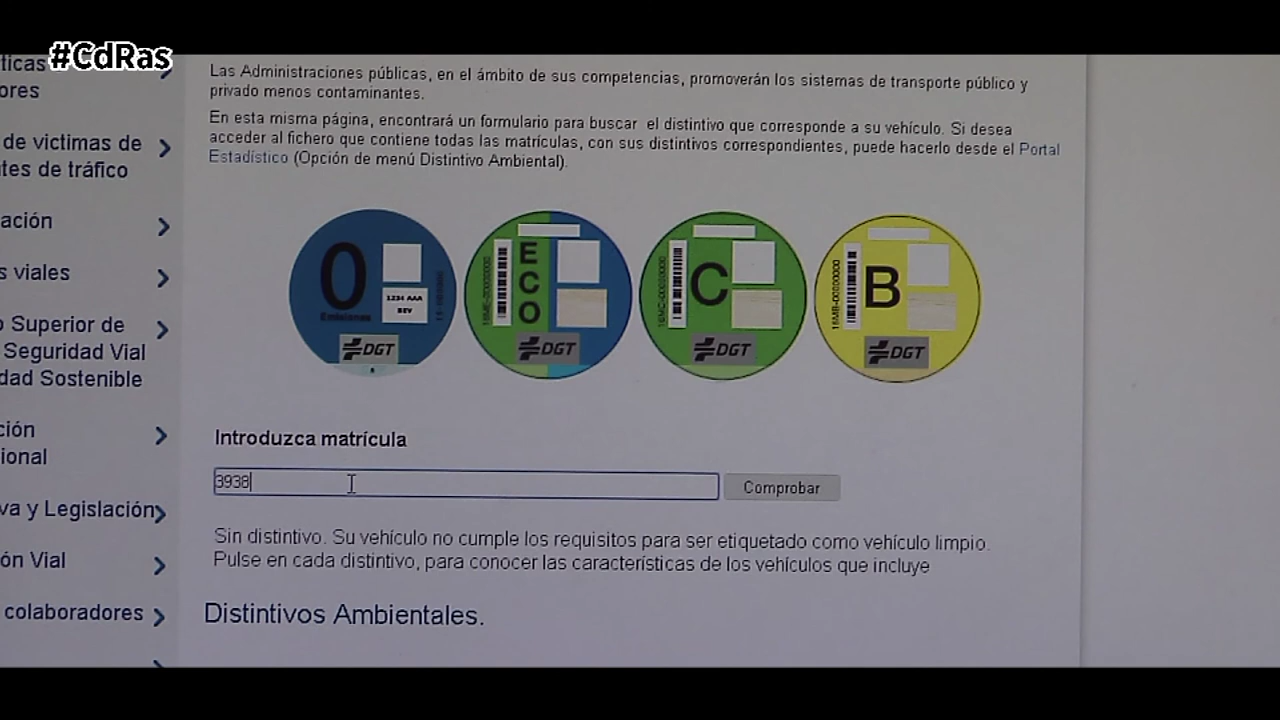 #CdRas
ticas
ores
de victimas de
tes de tráfico
ación
s viales
o Superior de
Seguridad Vial
dad Sostenible
ción
ional
va y Legislación
ón Vial
colaboradores
Las Administraciones públicas, en el ámbito de sus competencias, promoverán los sistemas de transporte público y
privado menos contaminantes.
En esta misma página, encontrará un formulario para buscar el distintivo que corresponde a su vehículo. Si desea
acceder al fichero que contiene todas las matrículas, con sus distintivos correspondientes, puede hacerlo desde el Portal
Estadístico (Opción de menú Distintivo Ambiental).
0
Emisiones
1234 AAA
BEV
DGT
ECO
DGT
C
DGT
B
DGT
Introduzca matrícula
3938
Comprobar
Sin distintivo. Su vehículo no cumple los requisitos para ser etiquetado como vehículo limpio.
Pulse en cada distintivo, para conocer las características de los vehículos que incluye
Distintivos Ambientales.